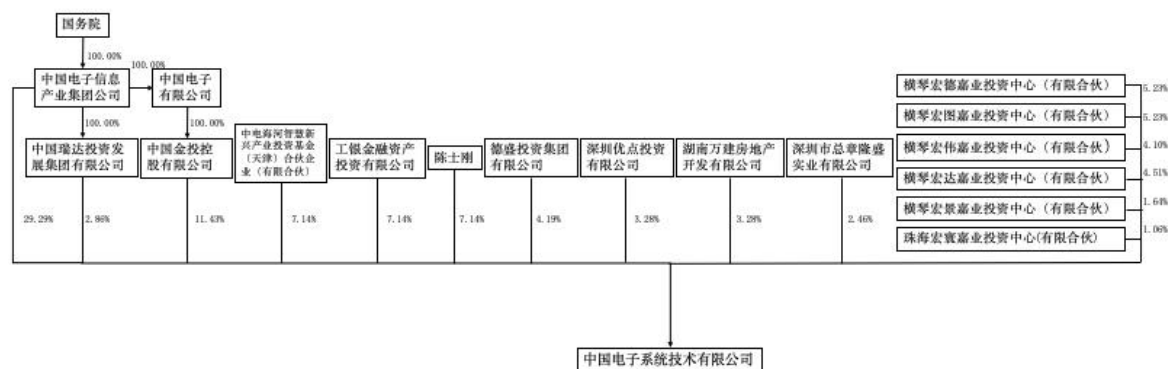 国务院
100.00%
100.00%
中国电子信息
产业集团公司
中国电子
有限公司
100.00%
100.00%
中国瑞达投资发
展集团有限公司
中国金投控
股有限公司
中电海河智慧新
兴产业投资基金
（天津）合伙企
业（有限合伙）
工银金融资产
投资有限公司
陈士刚
德盛投资集团
有限公司
深圳优点投资
有限公司
湖南万建房地产
开发有限公司
深圳市总章隆盛
实业有限公司
横琴宏德嘉业投资中心（有限合伙）
5.23%
横琴宏图嘉业投资中心（有限合伙）
5.23%
横琴宏伟嘉业投资中心（有限合伙）
4.10%
横琴宏达嘉业投资中心（有限合伙）
4.51%
横琴宏景嘉业投资中心（有限合伙）
1.64%
珠海宏寰嘉业投资中心(有限合伙)
1.06%
29.29%
2.86%
11.43%
7.14%
7.14%
7.14%
4.19%
3.28%
3.28%
2.46%
中国电子系统技术有限公司